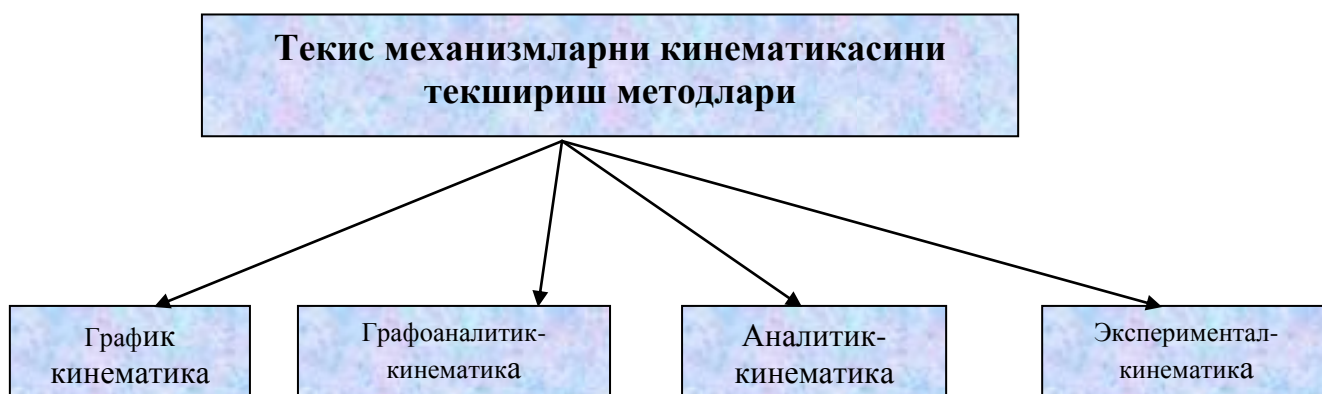 Текис механизмларни кинематикасини
текшириш методлари
График
кинематика
Графоаналитик-
кинематика
Аналитик-
кинематика
Экспериментал-
кинематика